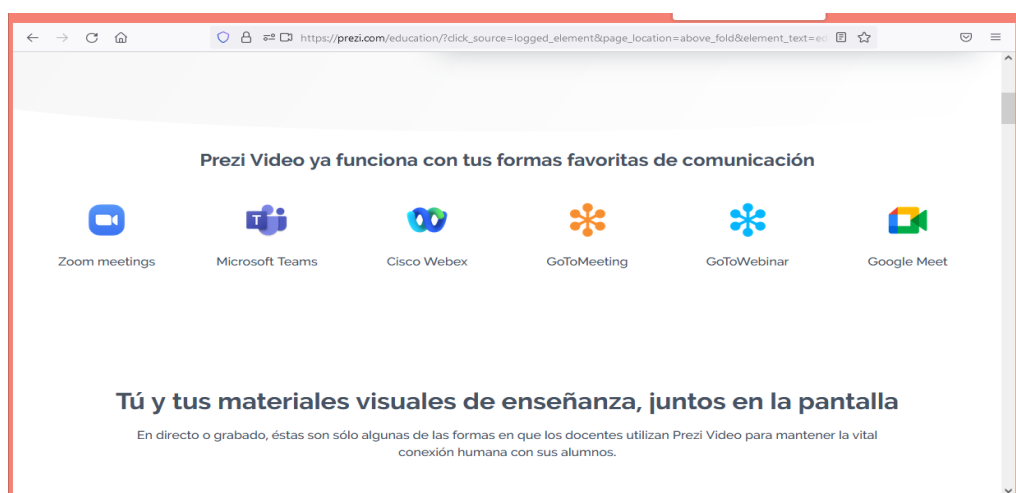 https://prezi.com/education/?click_source=logged_element&page_location=above_fold&element_text=ed
Prezi Video ya funciona con tus formas favoritas de comunicación
Zoom meetings Microsoft Teams Cisco Webex GoToMeeting GoToWebinar Google Meet
Tú y tus materiales visuales de enseñanza, juntos en la pantalla
En directo o grabado, éstas son sólo algunas de las formas en que los docentes utilizan Prezi Video para mantener la vital
conexión humana con sus alumnos.